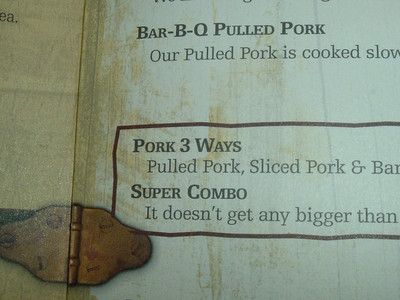 ea.
BAR-B-Q PULLED PORK
Our Pulled Pork is cooked slow
PORK 3 WAYS
Pulled Pork, Sliced Pork & Bar
SUPER COMBO
It doesn't get any bigger than